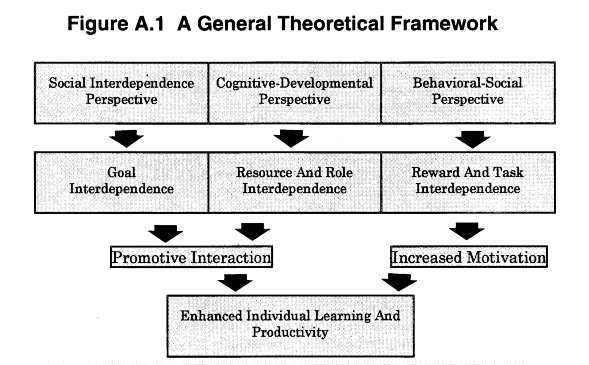 Figure A.1 A General Theoretical Framework
Social Interdependence
Perspective
Cognitive-Developmental
Perspective
Behavioral-Social
Perspective
Goal
Interdependence
Resource And Role
Interdependence
Reward And Task
Interdependence
Promotive Interaction
Increased Motivation
Enhanced Individual Learning And
Productivity